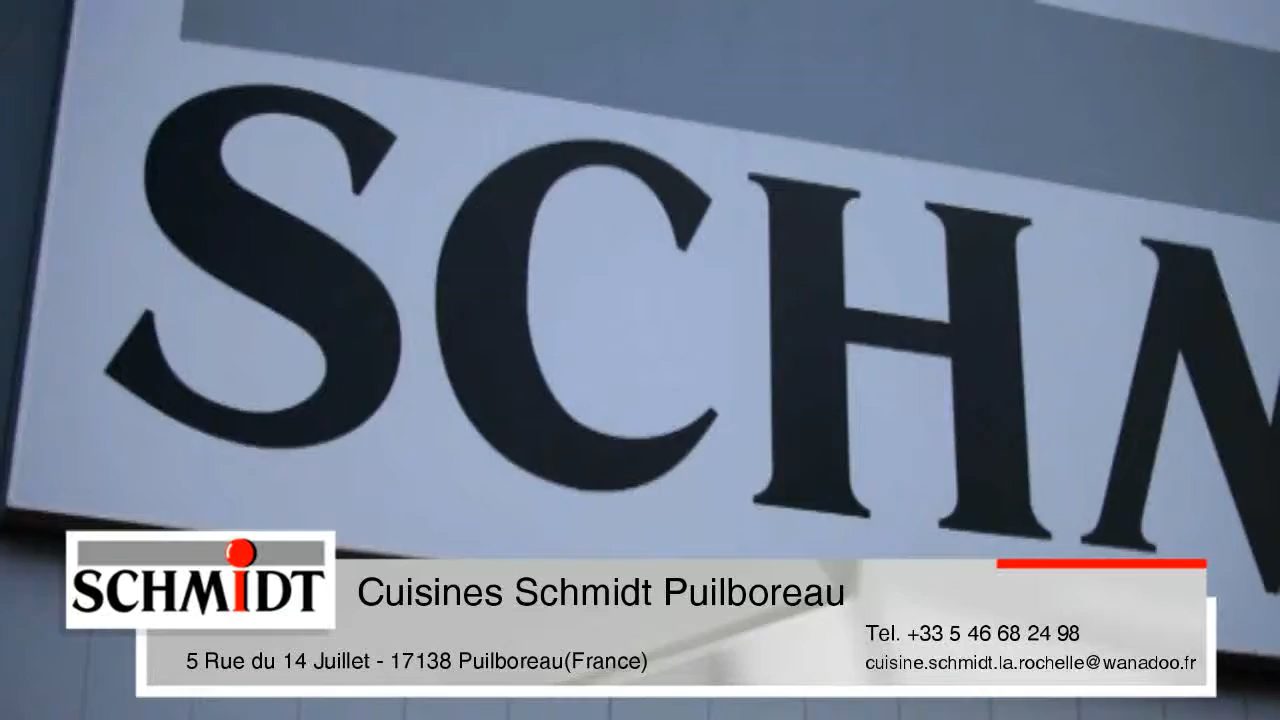 SCHM
SCHMIDT
Cuisines Schmidt Puilboreau
Tel. +33 5 46 68 24 98
5 Rue du 14 Juillet - 17138 Puilboreau(France)
cuisine.schmidt.la.rochelle@wanadoo.fr